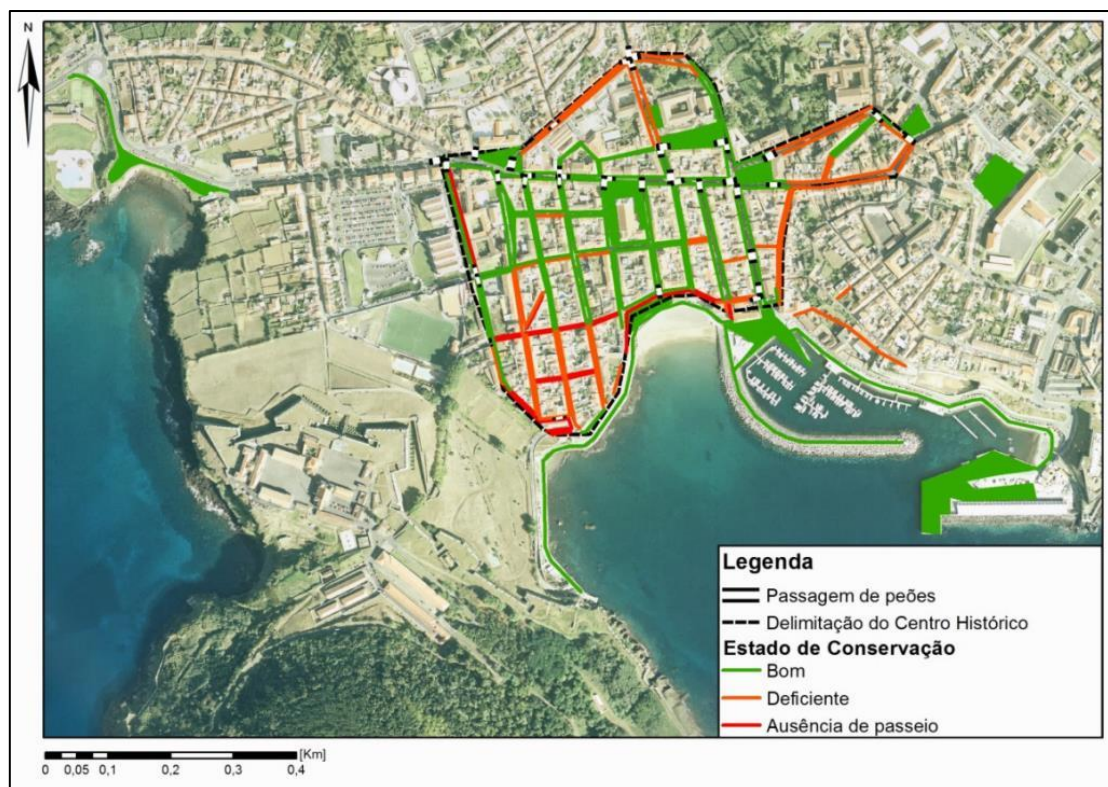 N
Legenda
Passagem de peões
Delimitação do Centro Histórico
Estado de Conservação
Bom
Deficiente
Ausência de passeio
[Km]
0 0,05 0,1 0,2 0,3 0,4